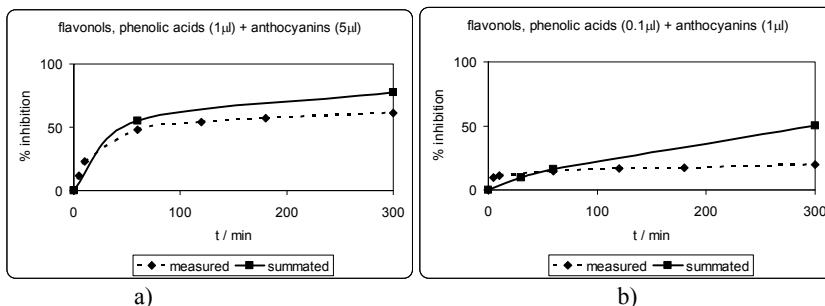 flavonols, phenolic acids (1μl) + anthocyanins (5μl)
100
50
0
% inhibition
0 100 200 300
t / min
measured summated
a)
flavonols, phenolic acids (0.1μl) + anthocyanins (1μl)
100
50
0
% inhibition
0 100 200 300
t / min
measured summated
b)